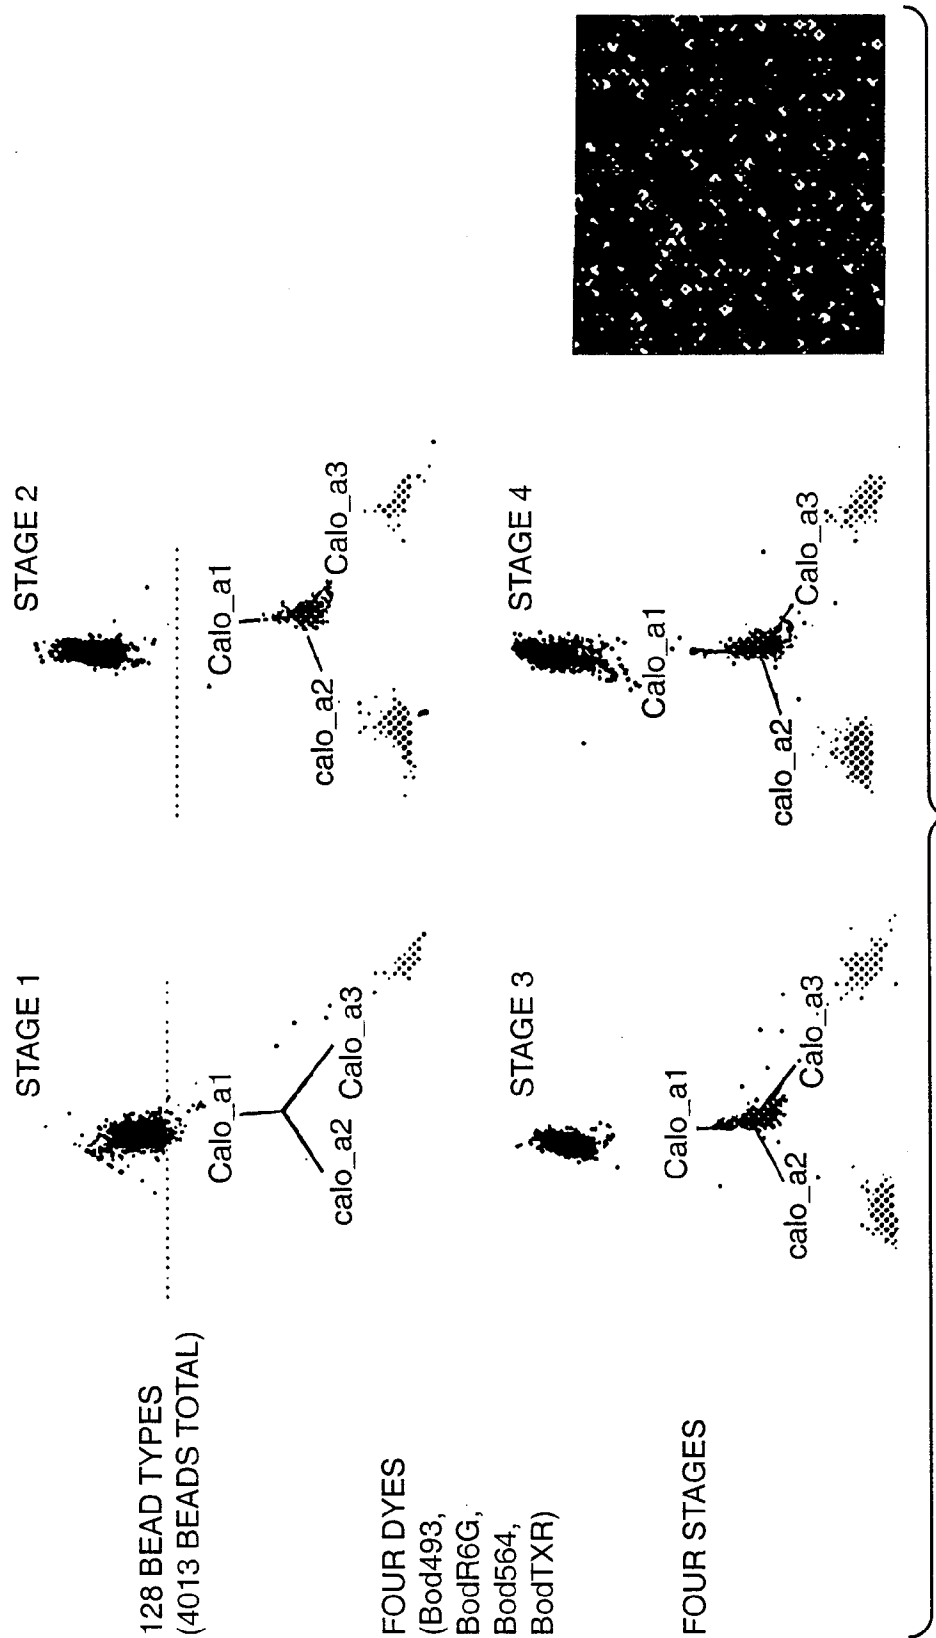 128 BEAD TYPES
(4013 BEADS TOTAL)
FOUR DYES
(Bod493,
BodR6G,
Bod564,
BodTXR)
FOUR STAGES
STAGE 1
Calo_a1
calo_a2
Calo_a3
STAGE 2
Calo_a1
calo_a2
Calo_a3
STAGE 3
Calo_a1
calo_a2
Calo_a3
STAGE 4
Calo_a1
calo_a2
Calo_a3